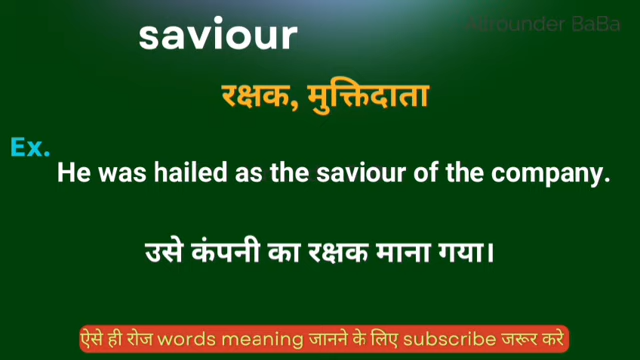 saviour
Allrounder BaBa
रक्षक, मुक्तिदाता
Ex.
He was hailed as the saviour of the company.
उसे कंपनी का रक्षक माना गया।
ऐसे ही रोज words meaning जानने के लिए subscribe जरूर करे